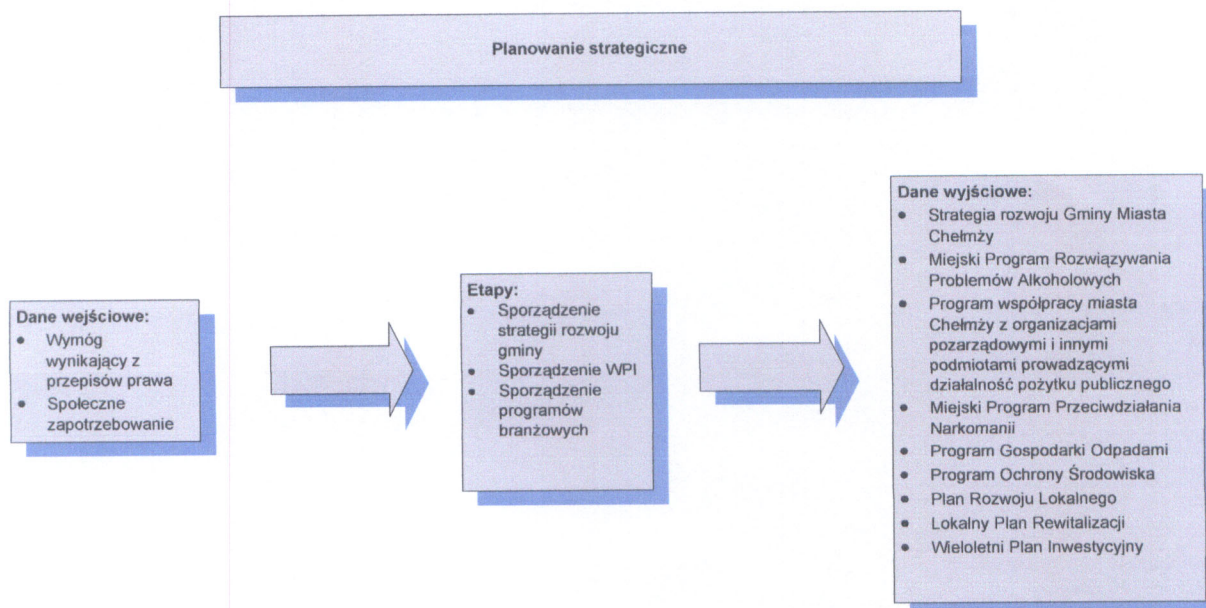 Planowanie strategiczne
Dane wejściowe:
• Wymóg
wynikający z
przepisów prawa
• Społeczne
zapotrzebowanie
Etapy:
• Sporządzenie
strategii rozwoju
gminy
• Sporządzenie WPI
• Sporządzenie
programów
branżowych
Dane wyjściowe:
• Strategia rozwoju Gminy Miasta
Chełmży
• Miejski Program Rozwiązywania
Problemów Alkoholowych
• Program współpracy miasta
Chełmży z organizacjami
pozarządowymi i innymi
podmiotami prowadzącymi
działalność pożytku publicznego
• Miejski Program Przeciwdziałania
Narkomanii
• Program Gospodarki Odpadami
• Program Ochrony Środowiska
• Plan Rozwoju Lokalnego
• Lokalny Plan Rewitalizacji
• Wieloletni Plan Inwestycyjny